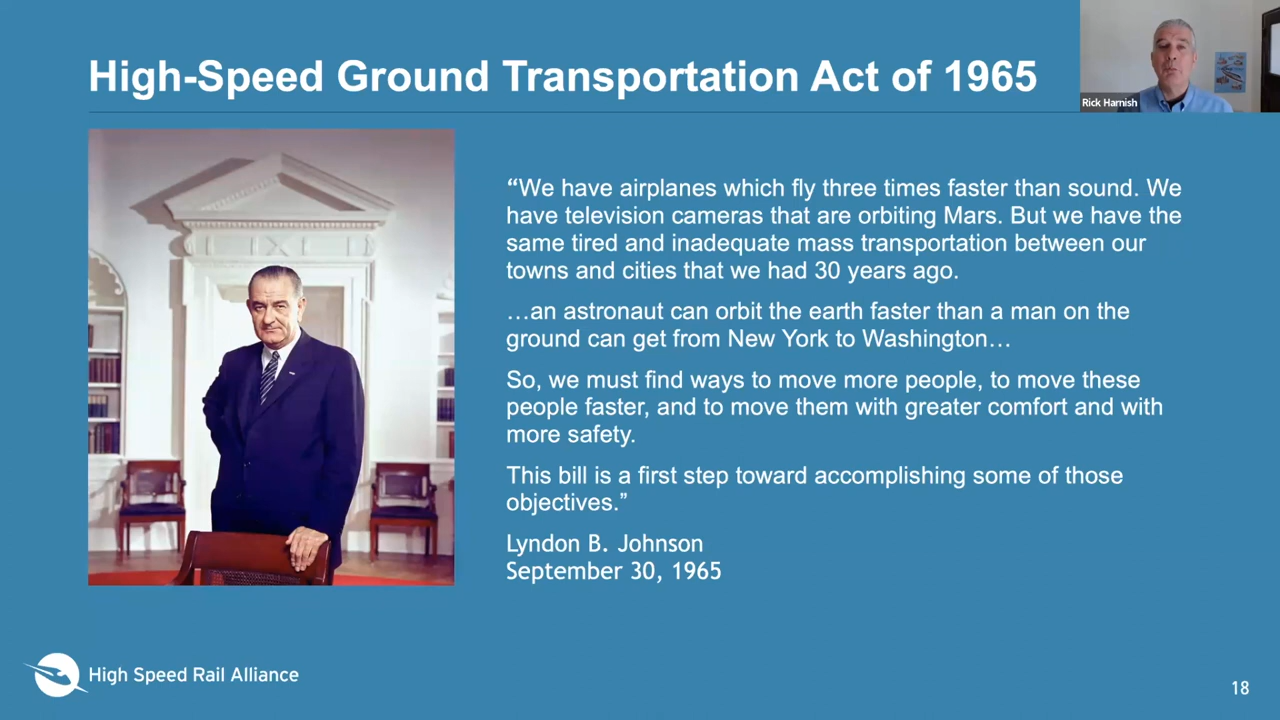 High-Speed Ground Transportation Act of 1965
Rick Harnish
“We have airplanes which fly three times faster than sound. We
have television cameras that are orbiting Mars. But we have the
same tired and inadequate mass transportation between our
towns and cities that we had 30 years ago.
…an astronaut can orbit the earth faster than a man on the
ground can get from New York to Washington…
So, we must find ways to move more people, to move these
people faster, and to move them with greater comfort and with
more safety.
This bill is a first step toward accomplishing some of those
objectives.”
Lyndon B. Johnson
September 30, 1965
High Speed Rail Alliance
18